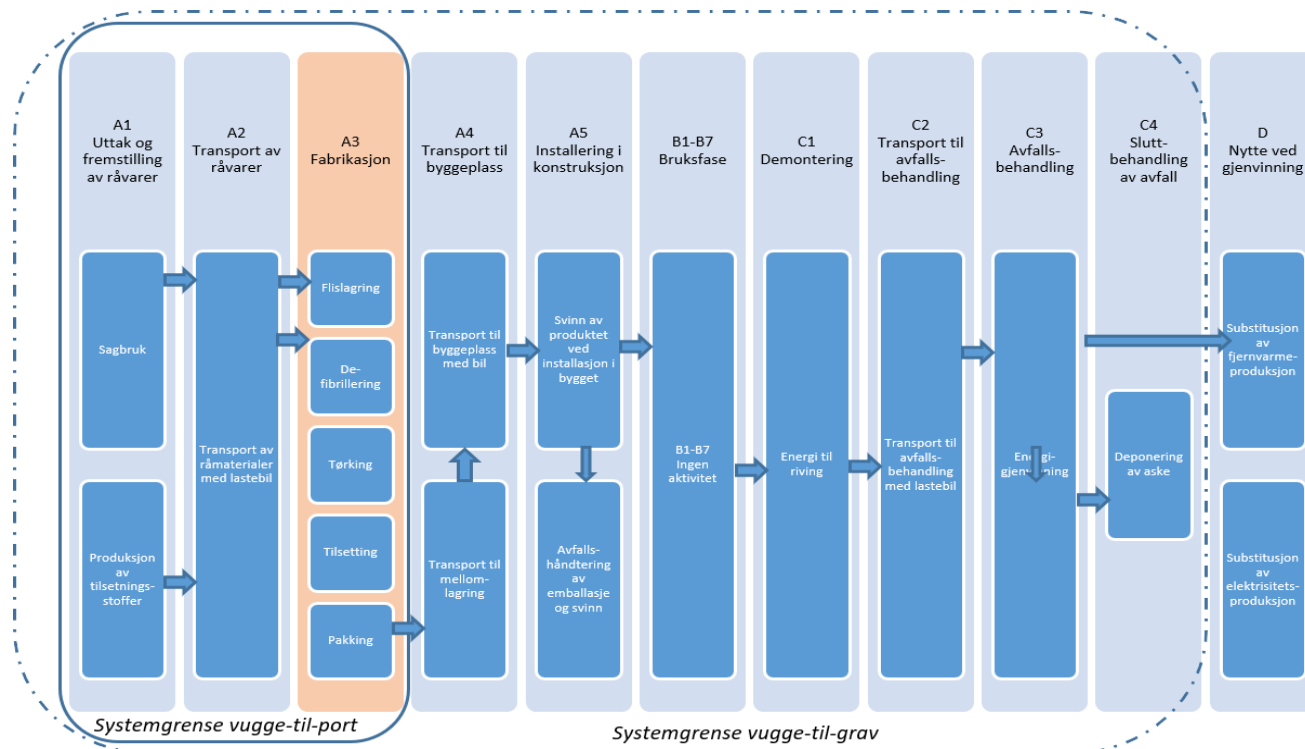 A1
Uttak og
fremstilling
av råvarer
A2
Transport av
råvarer
A3
Fabrikasjon
A4
Transport til
byggeplass
A5
Installering i
konstruksjon
B1-B7
Bruksfase
C1
Demontering
C2
Transport til
avfalls-
behandling
C3
Avfalls-
behandling
C4
Slutt-
behandling
av avfall
D
Nytte ved
gjenvinning
Sagbruk
Produksjon
av
tilsetnings-
stoffer
Transport av
råmaterialer
med lastebil
Flislagring
De-
fibrillering
Tørking
Tilsetting
Pakking
Transport til
byggeplass
med bil
Transport til
mellom-
lagring
Svinn av
produktet ved
installasjon i
bygget
Avfalls-
håndtering
av
emballasje
og svinn
B1-B7
Ingen
aktivitet
Energi til
riving
Transport til
avfalls-
behandling
med lastebil
Energi-
gjenvinning
Deponering
av aske
Substitusjon
av
fjernvarme-
produksjon
Substitusjon
av
elektrisitets-
produksjon
Systemgrense vugge-til-port
Systemgrense vugge-til-grav